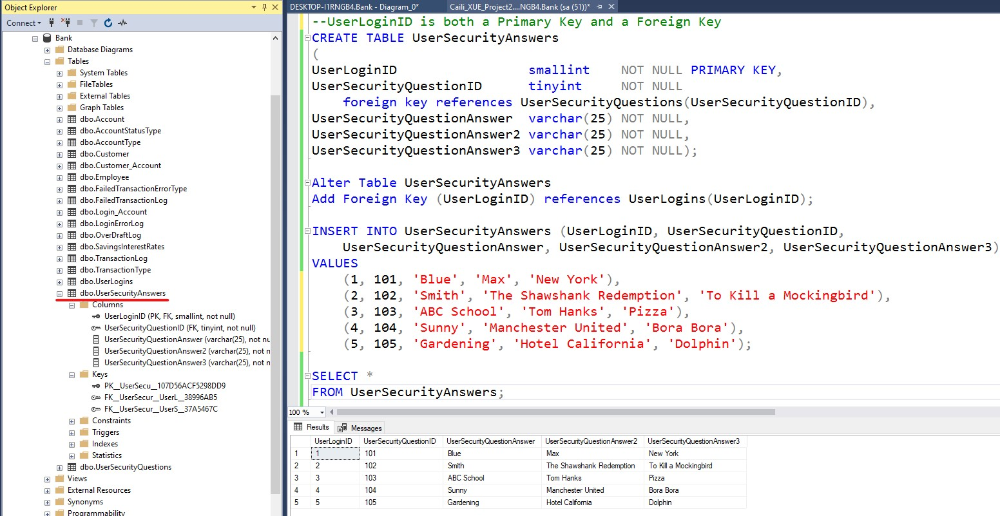 Object Explorer
Connect
Bank
Database Diagrams
Tables
System Tables
FileTables
External Tables
Graph Tables
dbo.Account
dbo.AccountStatusType
dbo.AccountType
dbo.Customer
dbo.Customer_Account
dbo.Employee
dbo.FailedTransactionErrorType
dbo.FailedTransactionLog
dbo.Login_Account
dbo.LoginErrorLog
dbo.OverDraftLog
dbo.SavingsInterestRates
dbo.TransactionLog
dbo.TransactionType
dbo.UserLogins
dbo.UserSecurityAnswers
Columns
UserLoginID (PK, FK, smallint, not null)
UserSecurityQuestionID (FK, tinyint, not null)
UserSecurityQuestionAnswer (varchar(25), not nu
UserSecurityQuestionAnswer2 (varchar(25), not n
UserSecurityQuestionAnswer3 (varchar(25), not n
Keys
PK__UserSecu__107D56ACF5298DD9
FK__UserSecur__UserL__38996AB5
FK__UserSecur__UserS__37A5467C
Constraints
Triggers
Indexes
Statistics
dbo.UserSecurityQuestions
Views
External Resources
Synonyms
Programmability
DESKTOP-I1RNGB4.Bank - Diagram_0*
Caili_XUE_Project2....NGB4.Bank (sa (51))*
--UserLoginID is both a Primary Key and a Foreign Key
CREATE TABLE UserSecurityAnswers
(
UserLoginID smallint NOT NULL PRIMARY KEY,
UserSecurityQuestionID tinyint NOT NULL
foreign key references UserSecurityQuestions(UserSecurityQuestionID),
UserSecurityQuestionAnswer varchar(25) NOT NULL,
UserSecurityQuestionAnswer2 varchar(25) NOT NULL,
UserSecurityQuestionAnswer3 varchar(25) NOT NULL);
Alter Table UserSecurityAnswers
Add Foreign Key (UserLoginID) references UserLogins(UserLoginID);
INSERT INTO UserSecurityAnswers (UserLoginID, UserSecurityQuestionID,
UserSecurityQuestionAnswer, UserSecurityQuestionAnswer2, UserSecurityQuestionAnswer3)
VALUES
(1, 101, 'Blue', 'Max', 'New York'),
(2, 102, 'Smith', 'The Shawshank Redemption', 'To Kill a Mockingbird'),
(3, 103, 'ABC School', 'Tom Hanks', 'Pizza'),
(4, 104, 'Sunny', 'Manchester United', 'Bora Bora'),
(5, 105, 'Gardening', 'Hotel California', 'Dolphin');
SELECT *
FROM UserSecurityAnswers;
100 %
Results Messages
UserLoginID UserSecurityQuestionID UserSecurityQuestionAnswer UserSecurityQuestionAnswer2 UserSecurityQuestionAnswer3
1 1 101 Blue Max New York
2 2 102 Smith The Shawshank Redemption To Kill a Mockingbird
3 3 103 ABC School Tom Hanks Pizza
4 4 104 Sunny Manchester United Bora Bora
5 5 105 Gardening Hotel California Dolphin